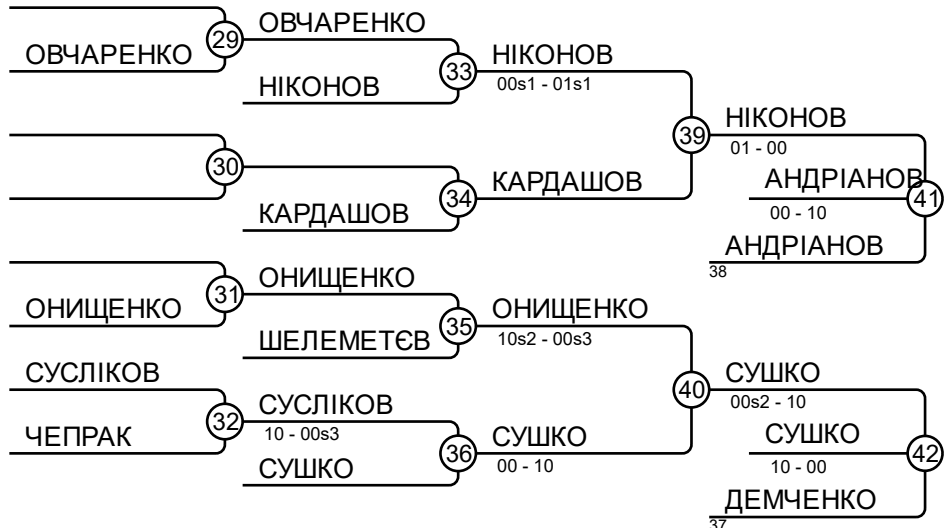 ОВЧАРЕНКО
29
ОВЧАРЕНКО
НІКОНОВ
33
НІКОНОВ
00s1 - 01s1
30
КАРДАШОВ
34
КАРДАШОВ
39
НІКОНОВ
01 - 00
АНДРІАНОВ
00 - 10
41
АНДРІАНОВ
38
ОНИЩЕНКО
31
ОНИЩЕНКО
ШЕЛЕМЕТЄВ
35
ОНИЩЕНКО
10s2 - 00s3
СУСЛІКОВ
ЧЕПРАК
32
СУСЛІКОВ
10 - 00s3
СУШКО
36
СУШКО
00 - 10
40
СУШКО
00s2 - 10
СУШКО
10 - 00
42
ДЕМЧЕНКО
37